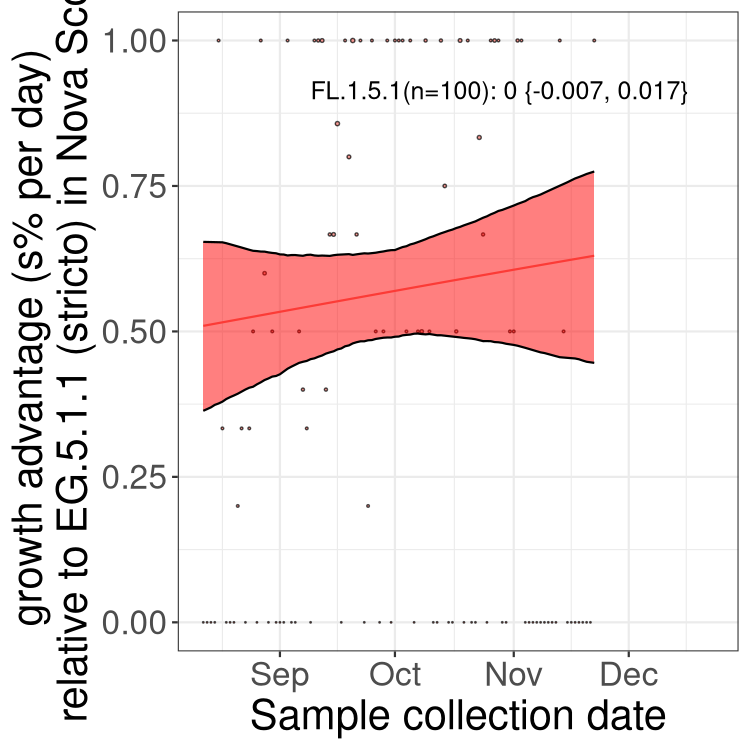 growth advantage (s% per day)
relative to EG.5.1.1 (stricto) in Nova
1.00
0.75
0.50
0.25
0.00
FL.1.5.1(n=100): 0 {-0.007, 0.017}
Sep Oct Nov Dec
Sample collection date